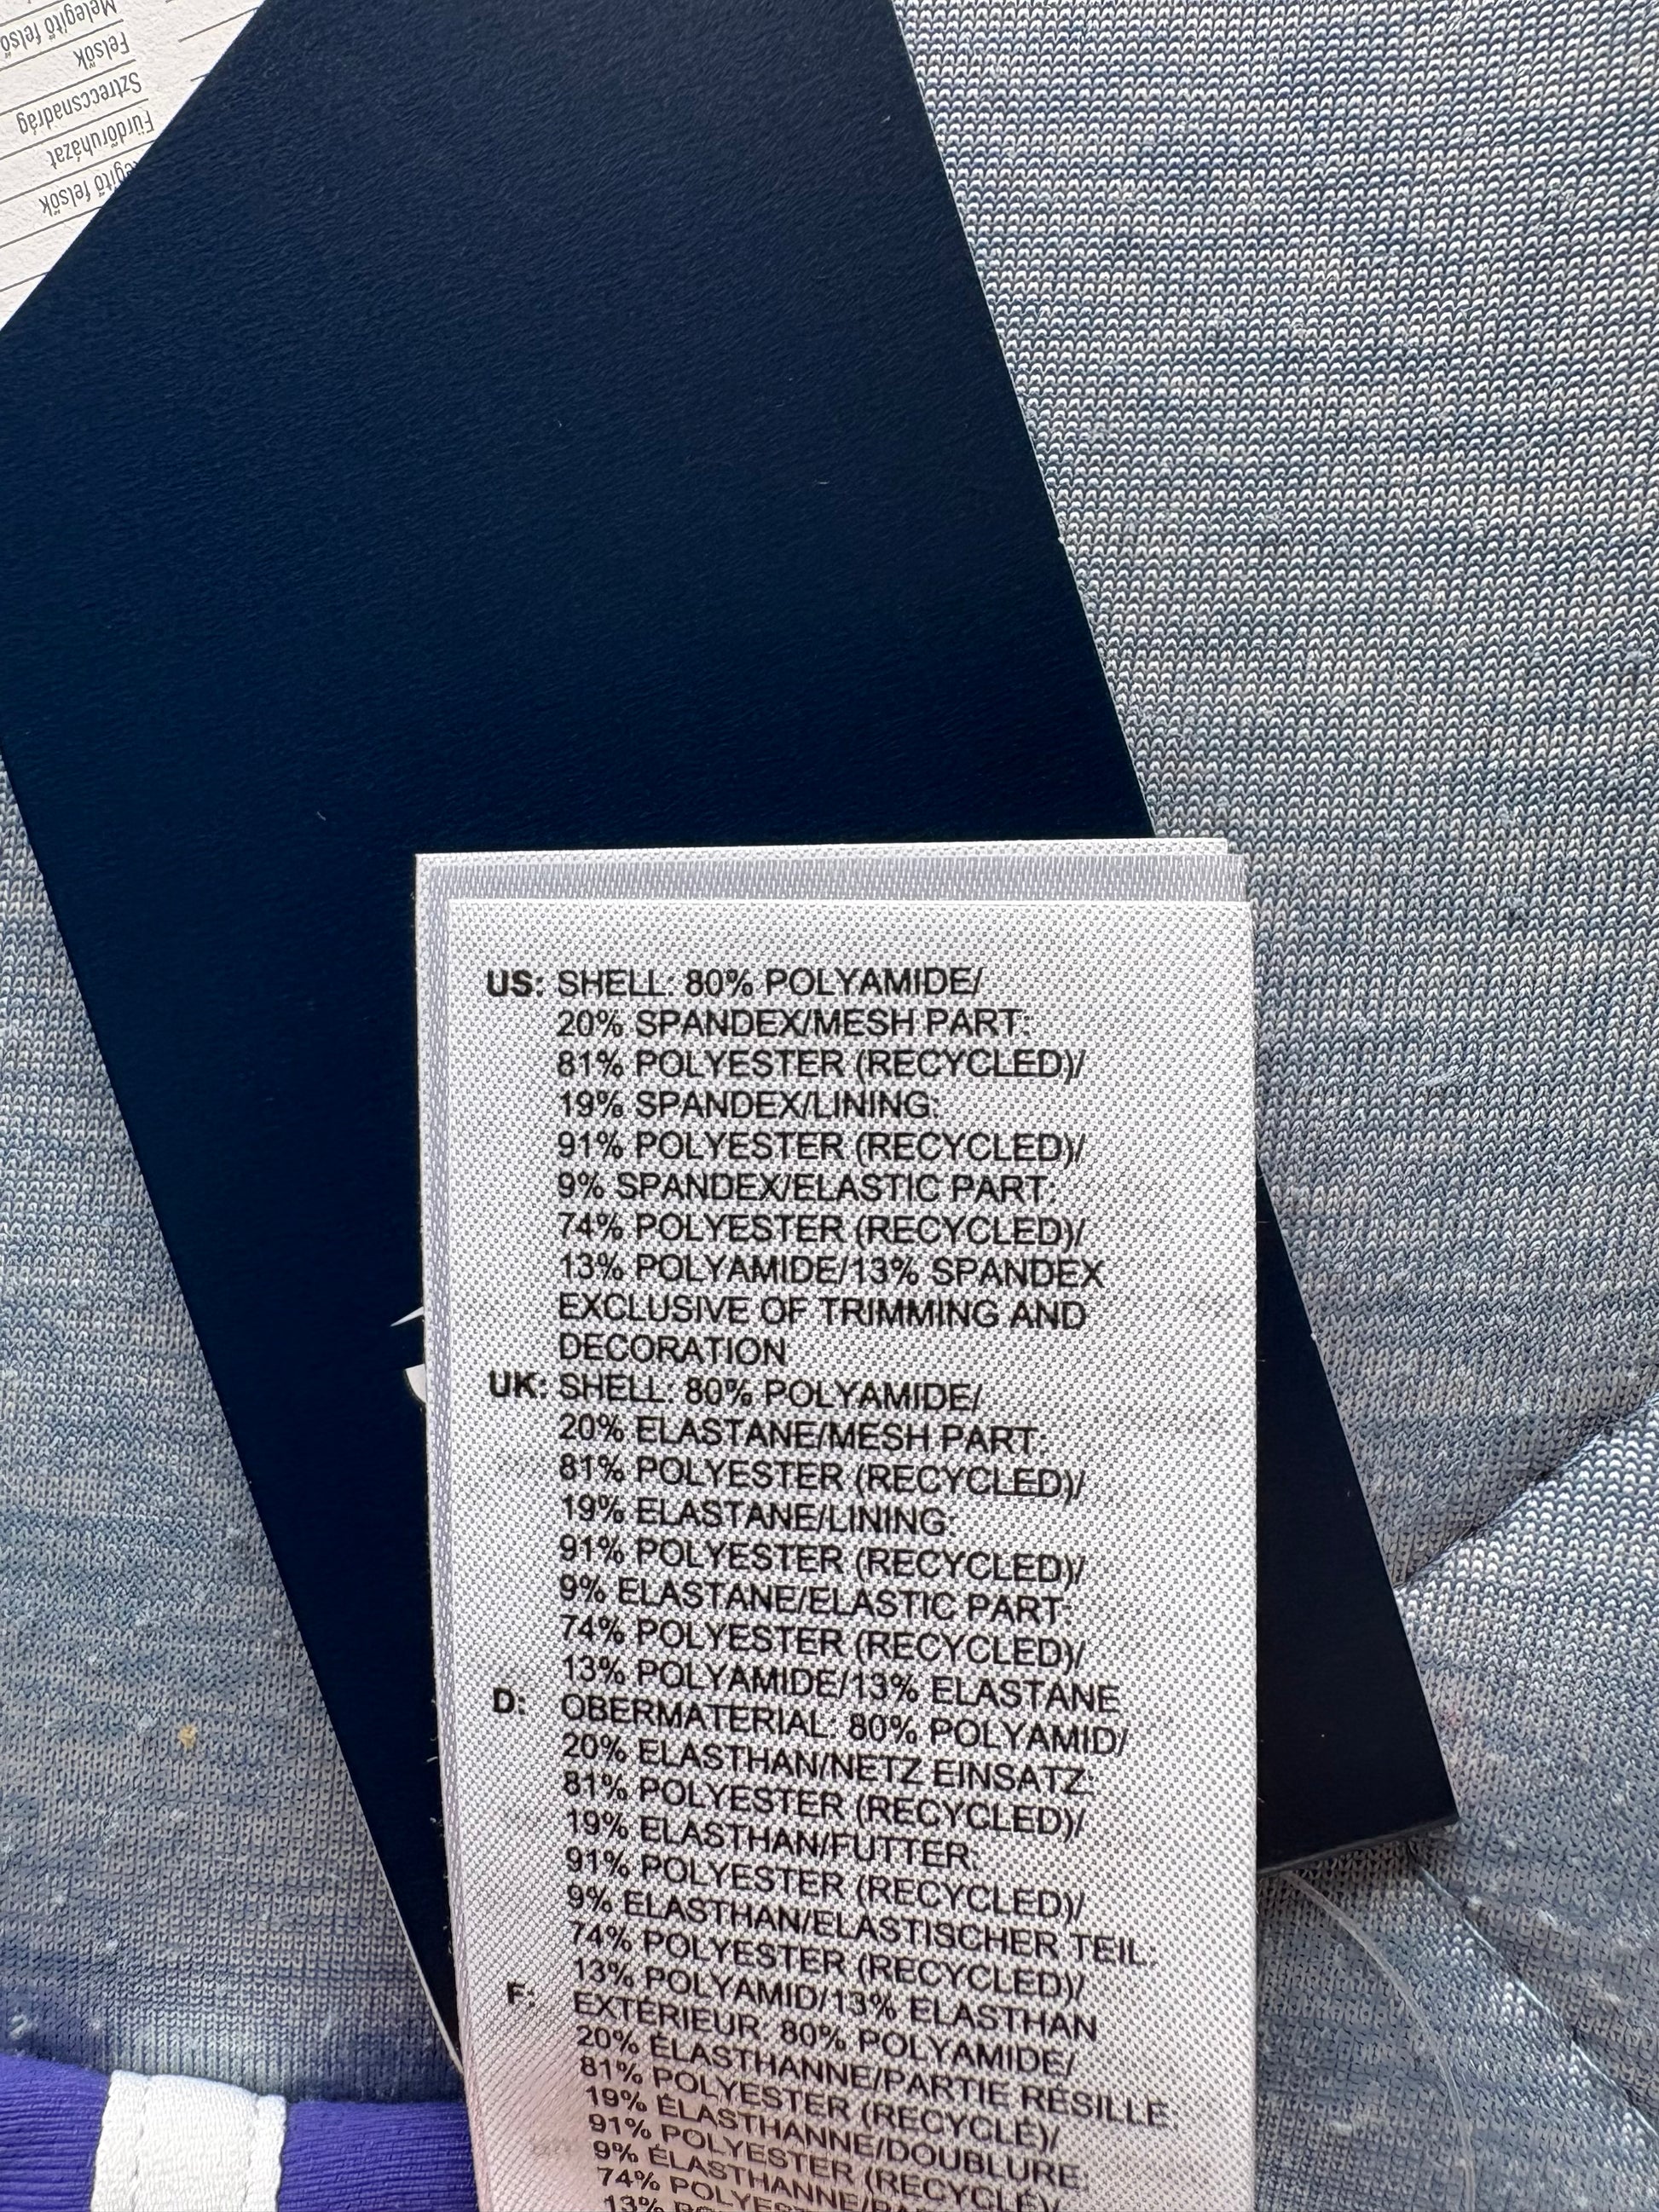 Melegítő felső
Felsők
Sztreccsnadrág
Fürdőruházat
felsők
US: SHELL: 80% POLYAMIDE/
20% SPANDEX/MESH PART:
81% POLYESTER (RECYCLED)/
19% SPANDEX/LINING:
91% POLYESTER (RECYCLED)/
9% SPANDEX/ELASTIC PART:
74% POLYESTER (RECYCLED)/
13% POLYAMIDE/13% SPANDEX
EXCLUSIVE OF TRIMMING AND
DECORATION
UK: SHELL: 80% POLYAMIDE/
20% ELASTANE/MESH PART:
81% POLYESTER (RECYCLED)/
19% ELASTANE/LINING:
91% POLYESTER (RECYCLED)/
9% ELASTANE/ELASTIC PART:
74% POLYESTER (RECYCLED)/
13% POLYAMIDE/13% ELASTANE
D: OBERMATERIAL: 80% POLYAMID/
20% ELASTHAN/NETZ EINSATZ:
81% POLYESTER (RECYCLED)/
19% ELASTHAN/FUTTER:
91% POLYESTER (RECYCLED)/
9% ELASTHAN/ELASTISCHER TEIL:
74% POLYESTER (RECYCLED)/
13% POLYAMID/13% ELASTHAN
F: EXTÉRIEUR: 80% POLYAMIDE/
20% ÉLASTHANNE/PARTIE RÉSILLE:
81% POLYESTER (RECYCLÉ)/
19% ÉLASTHANNE/DOUBLURE:
91% POLYESTER (RECYCLÉ)/
9% ÉLASTHANNE/
74%
13%